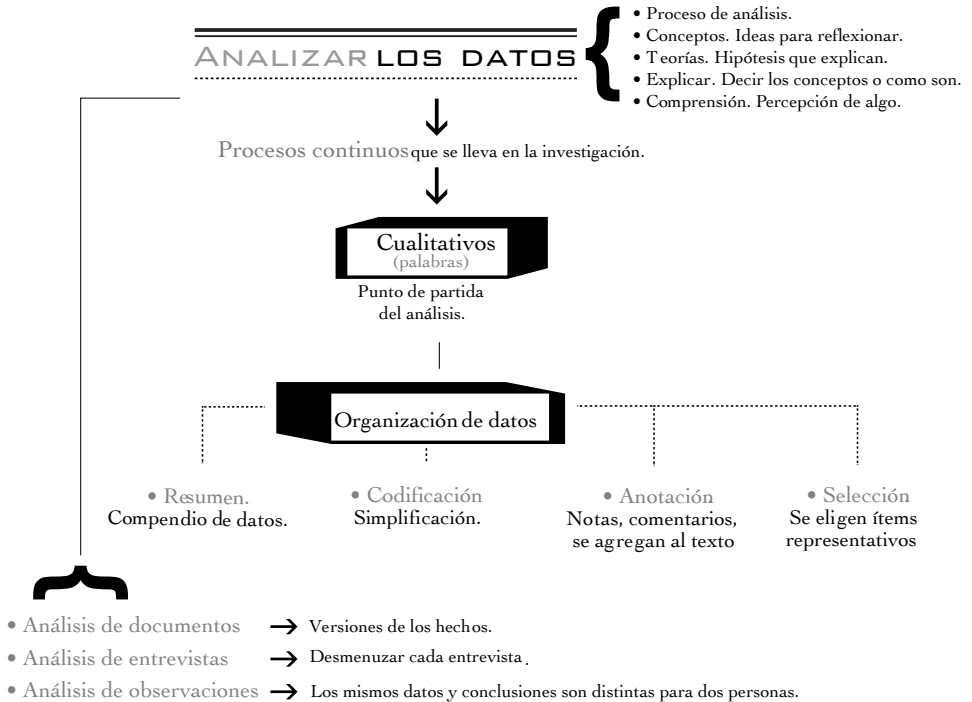 ANALIZAR LOS DATOS
• Proceso de análisis.
• Conceptos. Ideas para reflexionar.
• Teorías. Hipótesis que explican.
• Explicar. Decir los conceptos o como son.
• Comprensión. Percepción de algo.
Procesos continuos que se lleva en la investigación.
Cualitativos
(palabras)
Punto de partida
del análisis.
Organización de datos
• Resumen.
Compendio de datos.
• Codificación
Simplificación.
• Anotación
Notas, comentarios,
se agregan al texto
• Selección
Se eligen ítems
representativos
• Análisis de documentos → Versiones de los hechos.
• Análisis de entrevistas → Desmenuzar cada entrevista.
• Análisis de observaciones → Los mismos datos y conclusiones son distintas para dos personas.